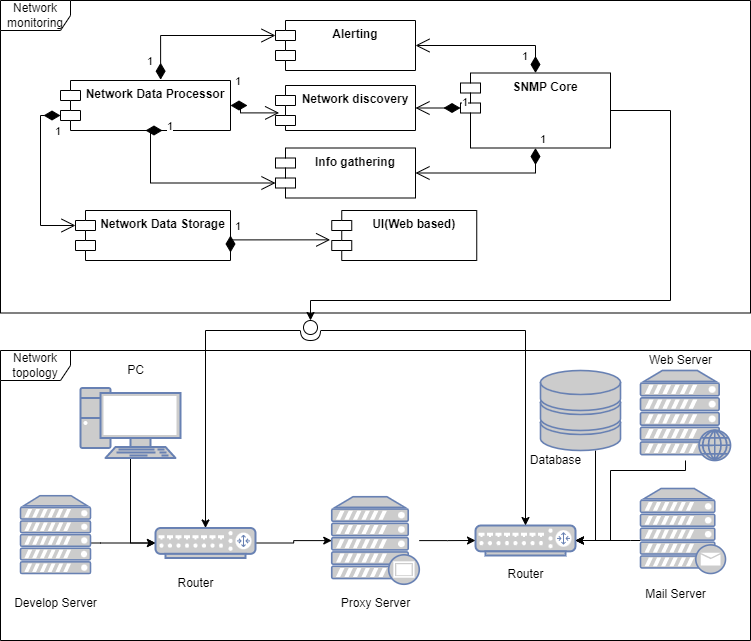 Network
monitoring
Alerting
1
1
Network Data Processor
1
SNMP Core
Network discovery
1
1
1
1
Info gathering
Network Data Storage
1
UI(Web based)
Network
topology
PC
Web Server
Database
Router
Router
Develop Server
Proxy Server
Mail Server